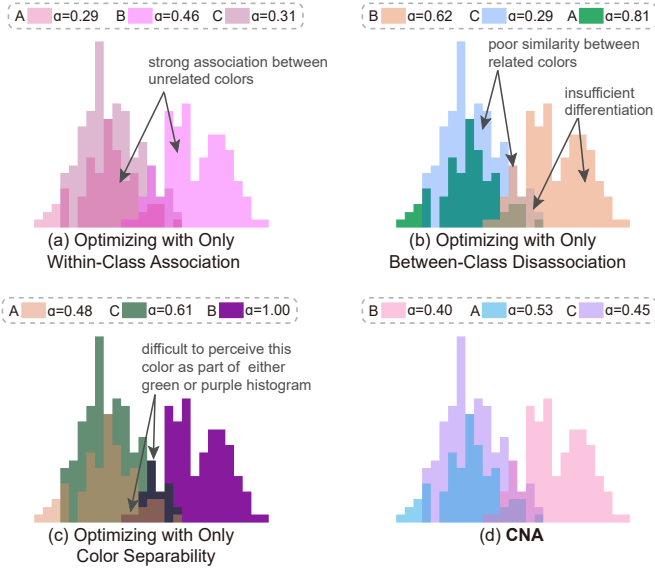 A α=0.29 B α=0.46 C α=0.31
strong association between
unrelated colors
(a) Optimizing with Only
Within-Class Association
B α=0.62 C α=0.29 A α=0.81
poor similarity between
related colors
insufficient
differentiation
(b) Optimizing with Only
Between-Class Disassociation
A α=0.48 C α=0.61 B α=1.00
difficult to perceive this
color as part of either
green or purple histogram
(c) Optimizing with Only
Color Separability
B α=0.40 A α=0.53 C α=0.45
(d) CNA